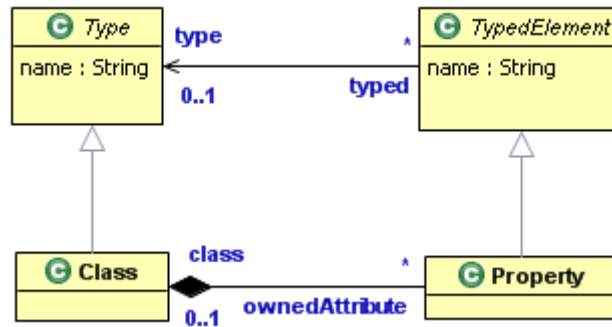 C Type
name : String
type
0..1
*
typed
C TypedElement
name : String
C Class
class
0..1
*
ownedAttribute
C Property